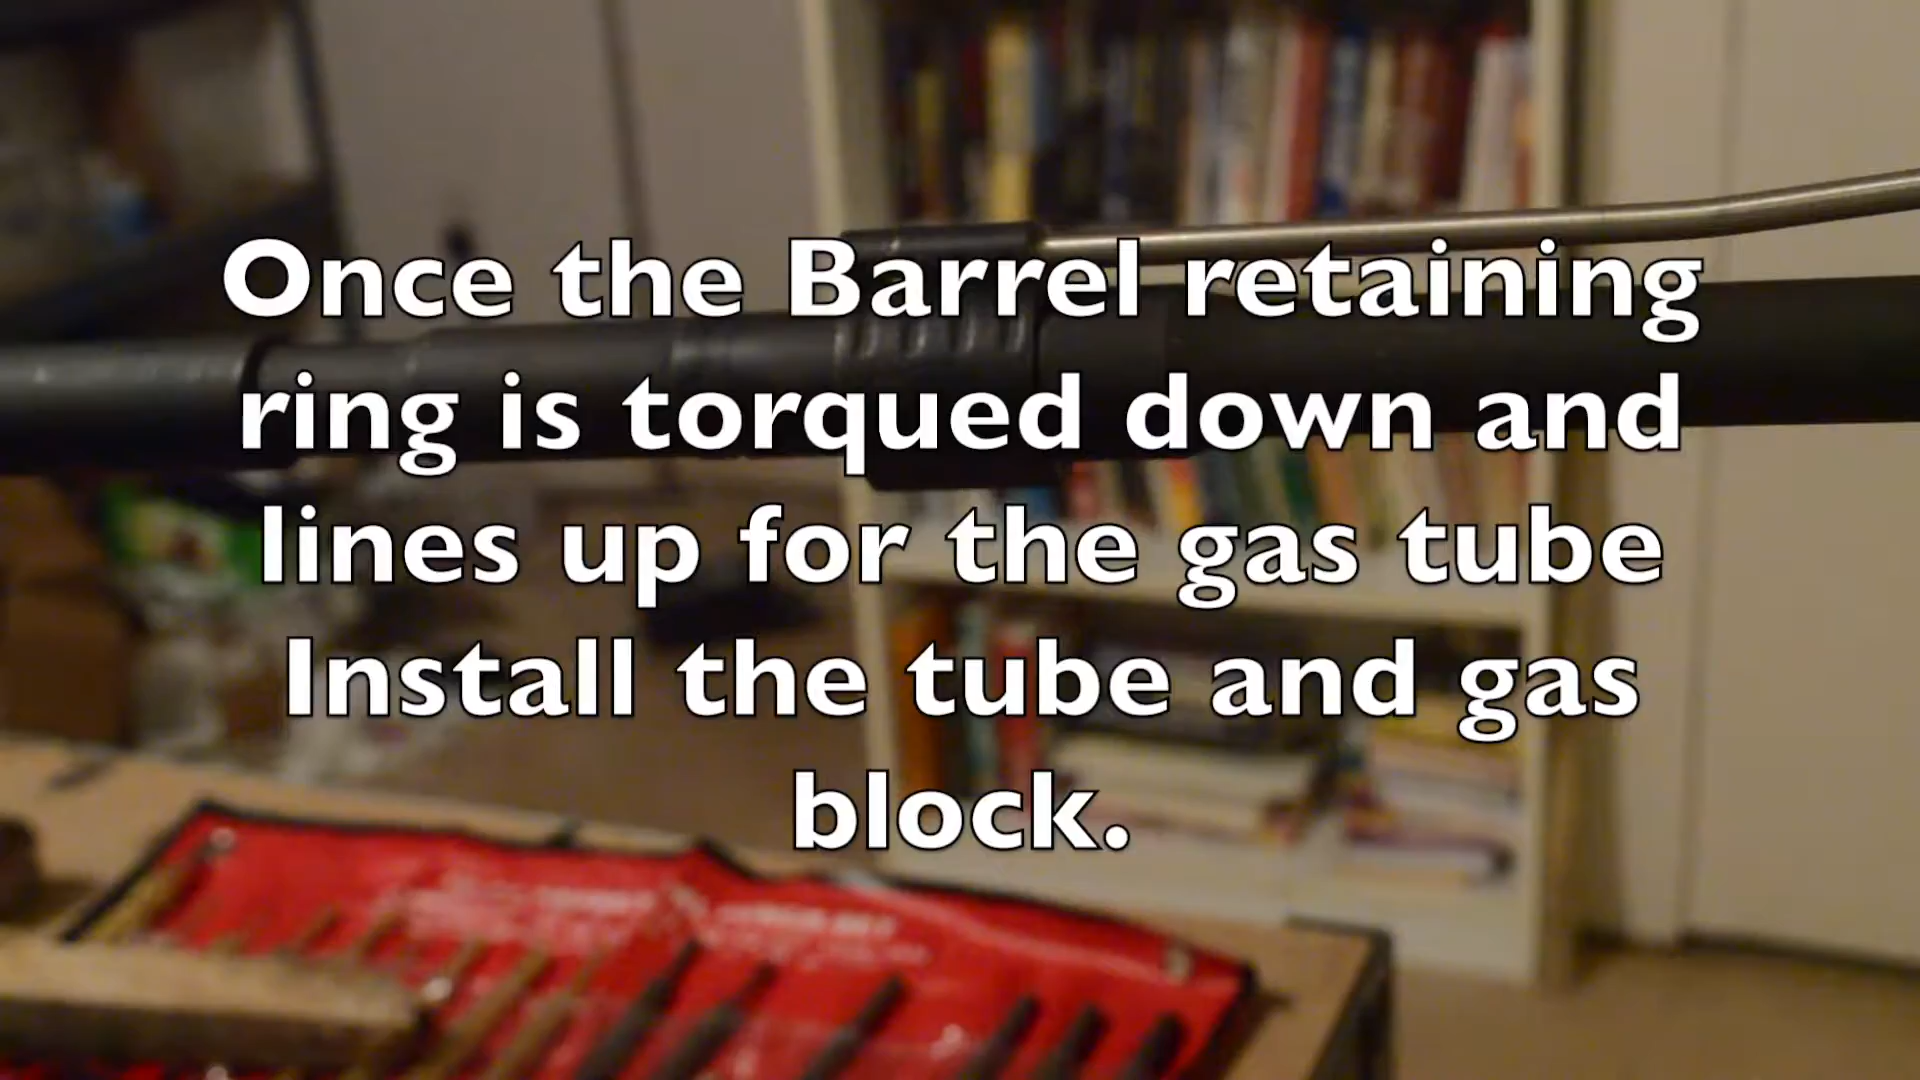 Once the Barrel retaining
ring is torqued down and
lines up for the gas tube
Install the tube and gas
block.